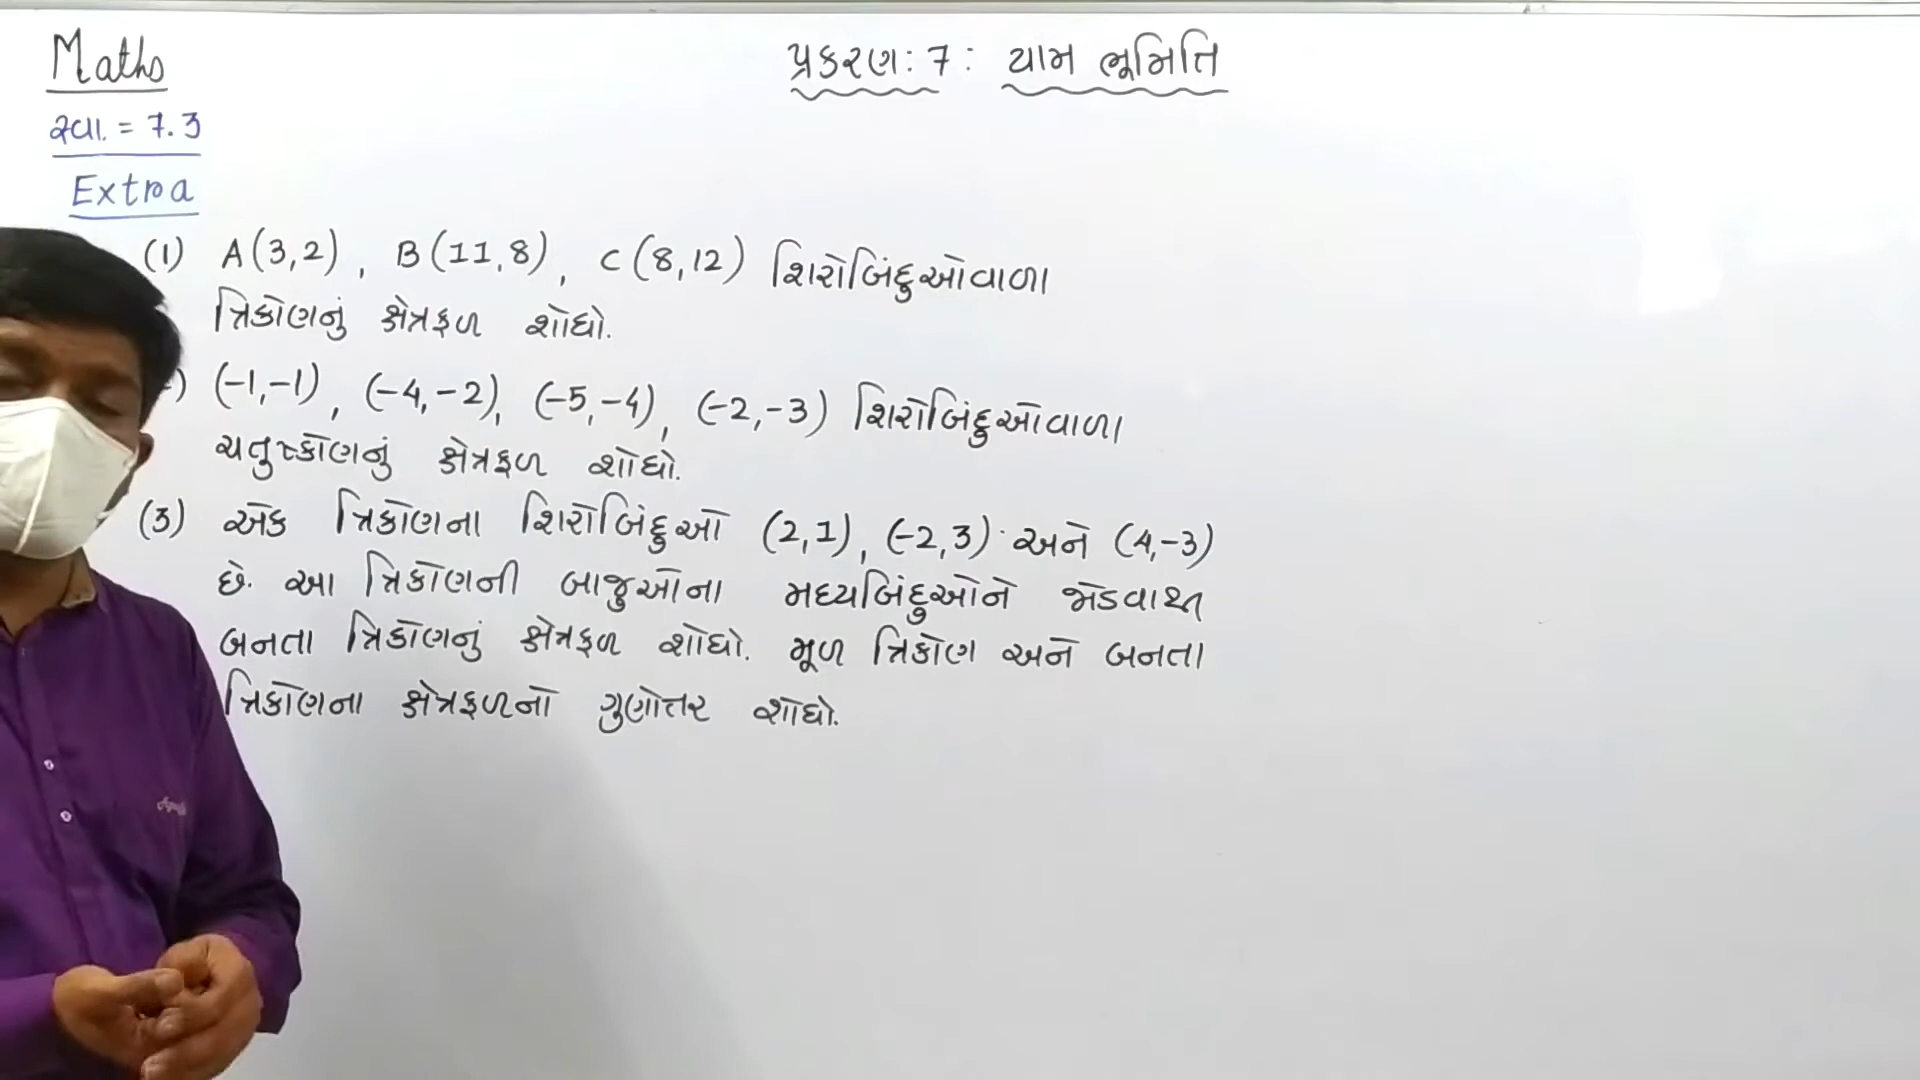 Maths
પ્રકરણ: 7: યામ ભૂમિતિ
સ્વા. = 7.3
Extra
(1) A(3,2), B(11,8), C(8,12) શિરોબિંદુઓવાળા
ત્રિકોણનું ક્ષેત્રફળ શોધો.
) (-1,-1), (-4,-2), (-5,-4), (-2,-3) શિરોબિંદુઓવાળા
ચતુષ્કોણનું ક્ષેત્રફળ શોધો.
(3) એક ત્રિકોણના શિરોબિંદુઓ (2,1), (-2,3) અને (4,-3)
છે. આ ત્રિકોણની બાજુઓના મધ્યબિંદુઓને જોડવાથી
બનતા ત્રિકોણનું ક્ષેત્રફળ શોધો. મૂળ ત્રિકોણ અને બનતા
ત્રિકોણના ક્ષેત્રફળનો ગુણોત્તર શોધો.